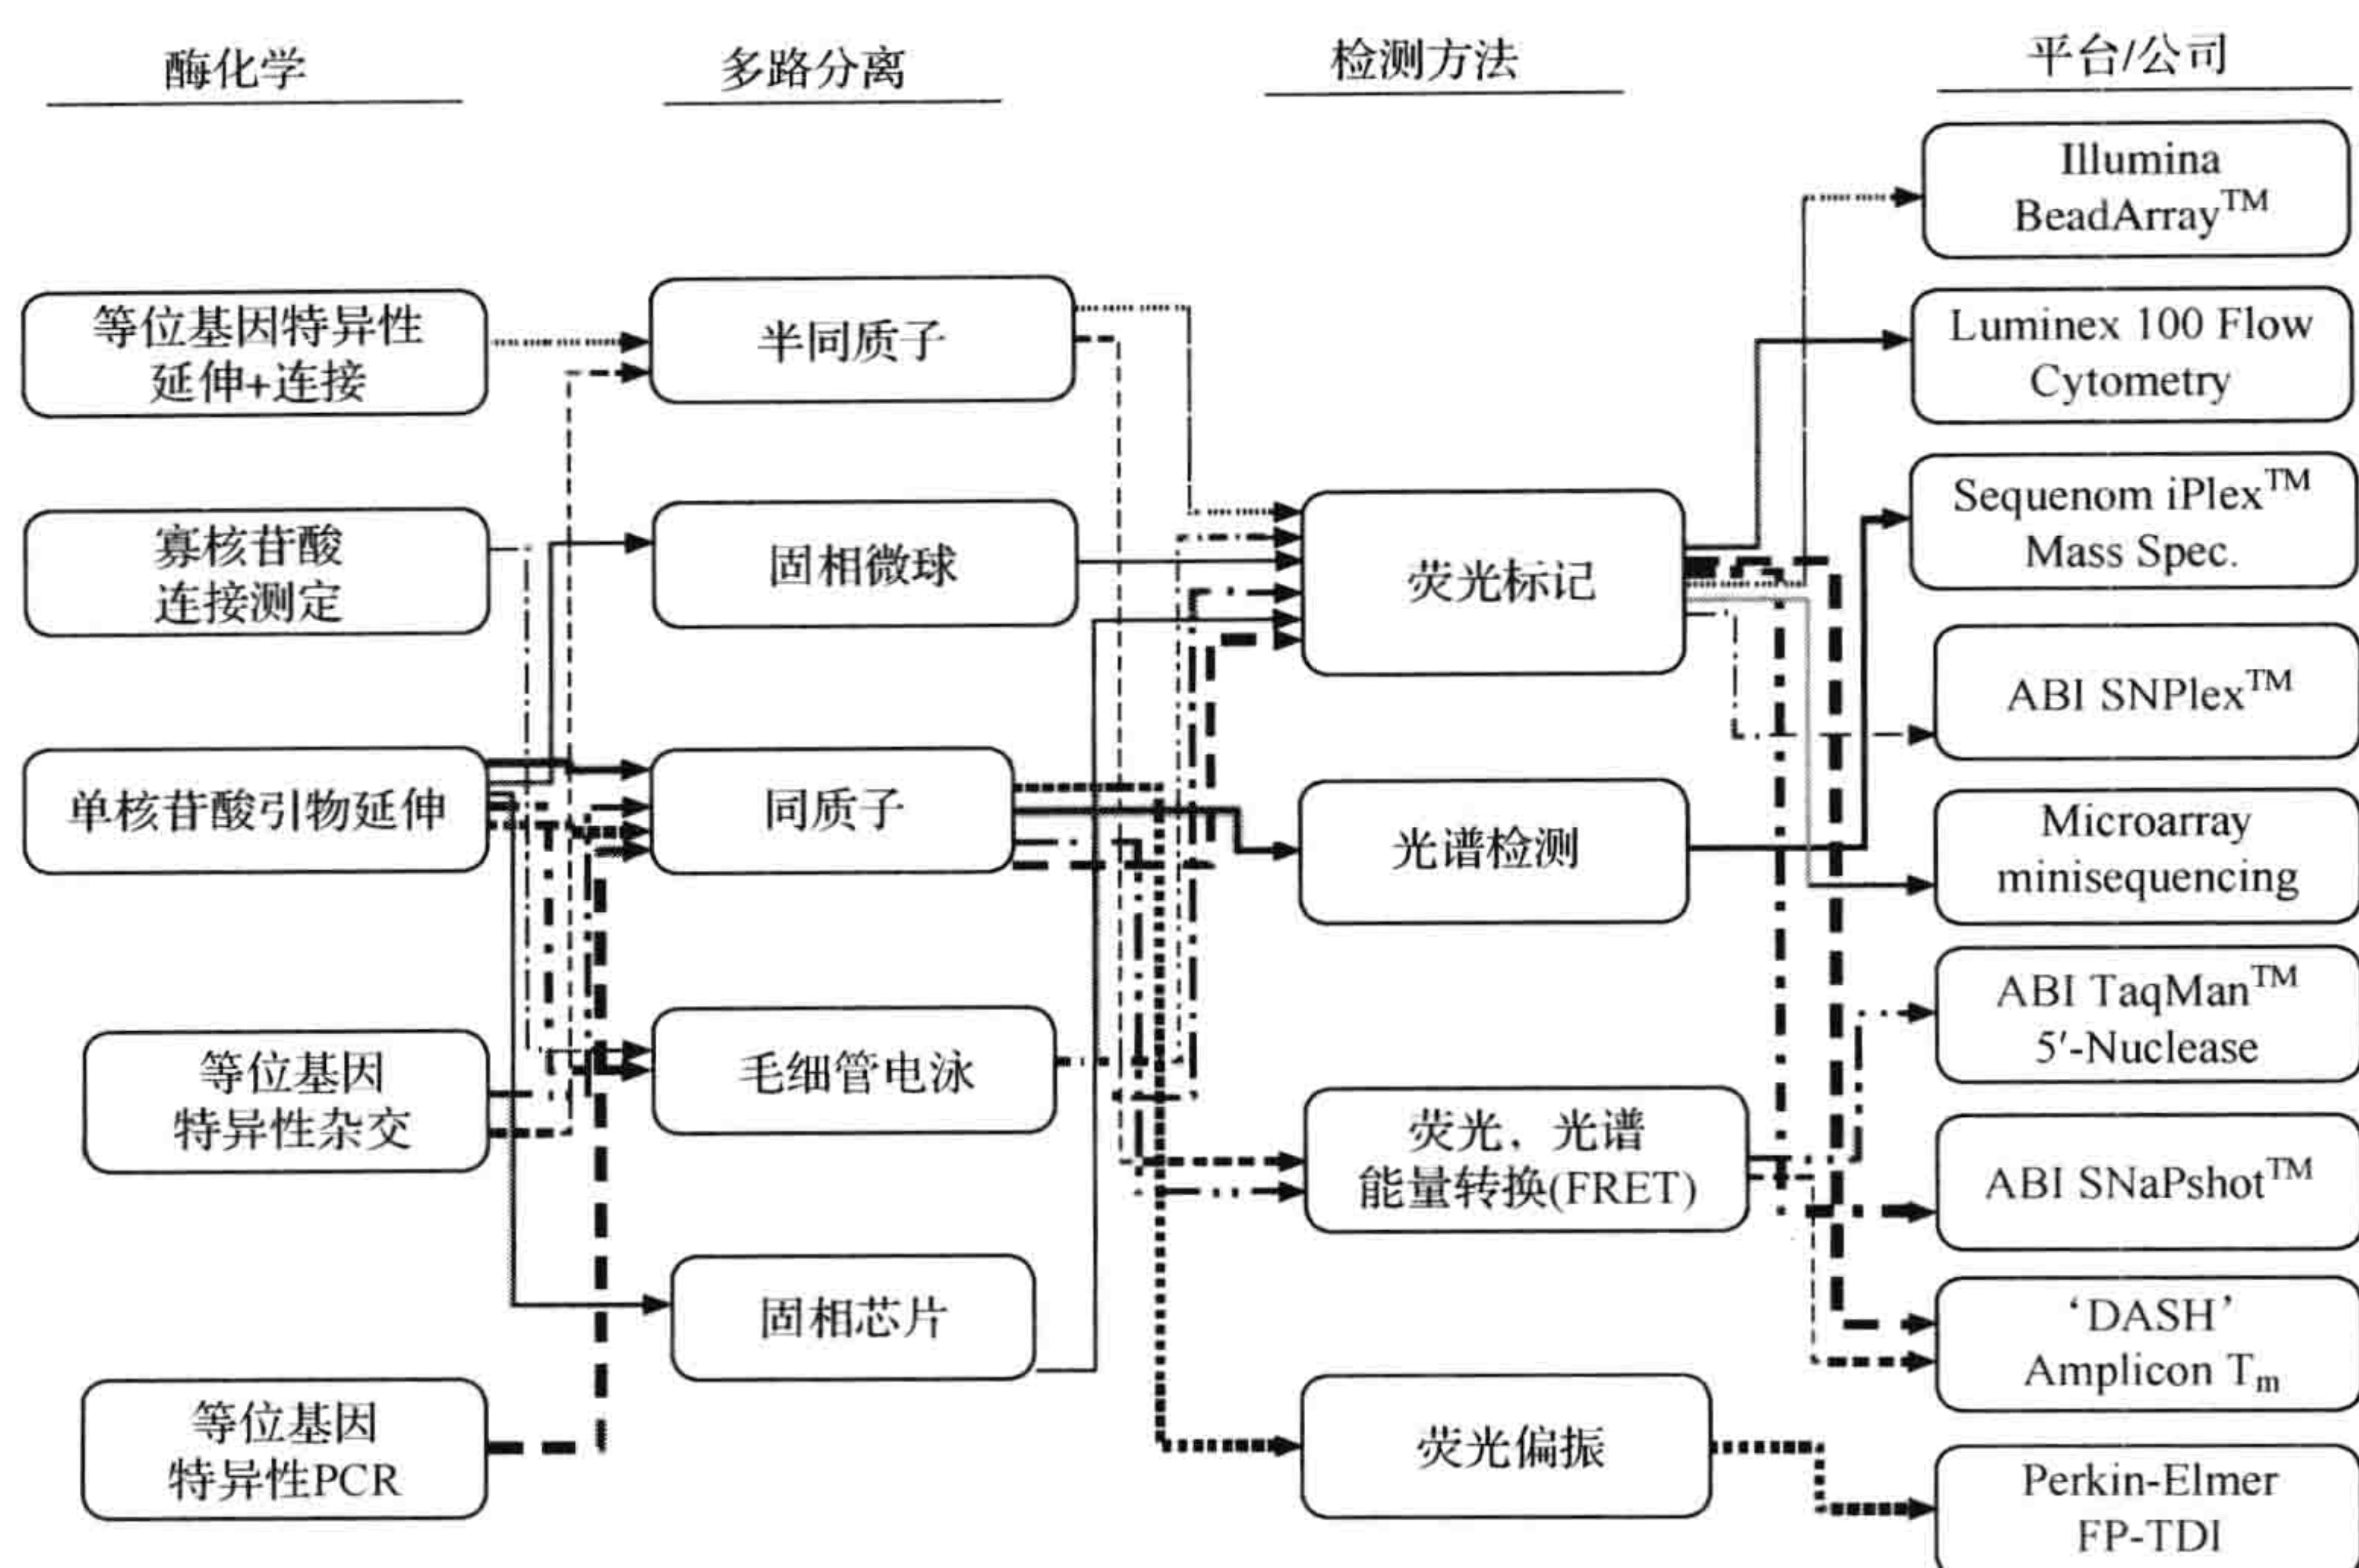 酶化学
多路分离
检测方法
平台/公司
等位基因特异性
延伸+连接
寡核苷酸
连接测定
单核苷酸引物延伸
等位基因
特异性杂交
等位基因
特异性PCR
半同质子
固相微球
同质子
毛细管电泳
固相芯片
荧光标记
光谱检测
荧光，光谱
能量转换(FRET)
荧光偏振
Illumina
BeadArray™
Luminex 100 Flow
Cytometry
Sequenom iPlex™
Mass Spec.
ABI SNPlex™
Microarray
minisequencing
ABI TaqMan™
5′-Nuclease
ABI SNaPshot™
‘DASH’
Amplicon Tm
Perkin-Elmer
FP-TDI